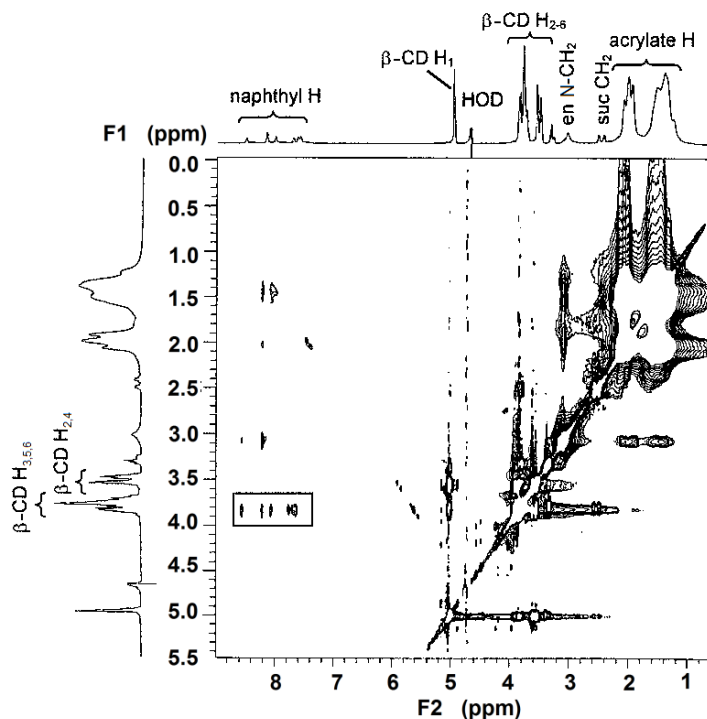 β-CD H2-6
β-CD H1
HOD
en N-CH2
suc CH2
acrylate H
naphthyl H
F1 (ppm)
0.0
0.5
1.0
1.5
2.0
2.5
3.0
3.5
4.0
4.5
5.0
5.5
β-CD H3,5,6
β-CD H2,4
8 7 6 5 4 3 2 1
F2 (ppm)